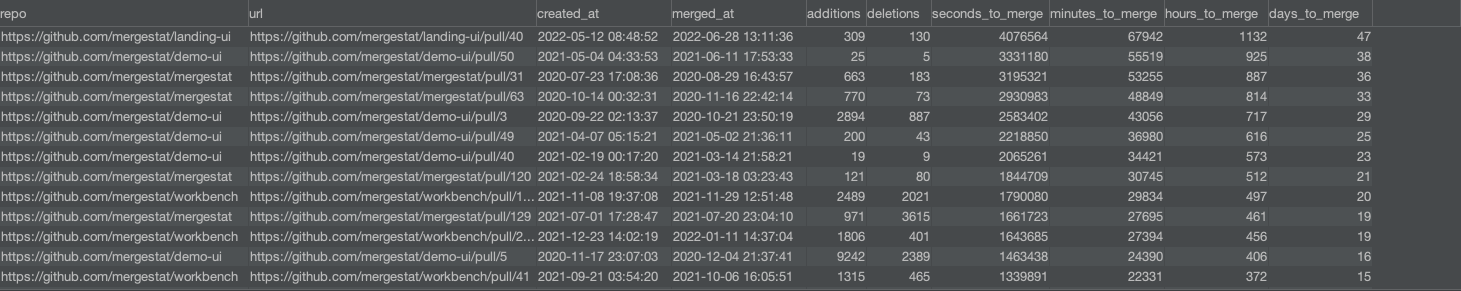 repo url created_at merged_at additions deletions seconds_to_merge minutes_to_merge hours_to_merge days_to_merge
https://github.com/mergestat/landing-ui https://github.com/mergestat/landing-ui/pull/40 2022-05-12 08:48:52 2022-06-28 13:11:36 309 130 4076564 67942 1132 47
https://github.com/mergestat/demo-ui https://github.com/mergestat/demo-ui/pull/50 2021-05-04 04:33:53 2021-06-11 17:53:33 25 5 3331180 55519 925 38
https://github.com/mergestat/mergestat https://github.com/mergestat/mergestat/pull/31 2020-07-23 17:08:36 2020-08-29 16:43:57 663 183 3195321 53255 887 36
https://github.com/mergestat/mergestat https://github.com/mergestat/mergestat/pull/63 2020-10-14 00:32:31 2020-11-16 22:42:14 770 73 2930983 48849 814 33
https://github.com/mergestat/demo-ui https://github.com/mergestat/demo-ui/pull/3 2020-09-22 02:13:37 2020-10-21 23:50:19 2894 887 2583402 43056 717 29
https://github.com/mergestat/demo-ui https://github.com/mergestat/demo-ui/pull/49 2021-04-07 05:15:21 2021-05-02 21:36:11 200 43 2218850 36980 616 25
https://github.com/mergestat/demo-ui https://github.com/mergestat/demo-ui/pull/40 2021-02-19 00:17:20 2021-03-14 21:58:21 19 9 2065261 34421 573 23
https://github.com/mergestat/mergestat https://github.com/mergestat/mergestat/pull/120 2021-02-24 18:58:34 2021-03-18 03:23:43 121 80 1844709 30745 512 21
https://github.com/mergestat/workbench https://github.com/mergestat/workbench/pull/1... 2021-11-08 19:37:08 2021-11-29 12:51:48 2489 2021 1790080 29834 497 20
https://github.com/mergestat/mergestat https://github.com/mergestat/mergestat/pull/129 2021-07-01 17:28:47 2021-07-20 23:04:10 971 3615 1661723 27695 461 19
https://github.com/mergestat/workbench https://github.com/mergestat/workbench/pull/2... 2021-12-23 14:02:19 2022-01-11 14:37:04 1806 401 1643685 27394 456 19
https://github.com/mergestat/demo-ui https://github.com/mergestat/demo-ui/pull/5 2020-11-17 23:07:03 2020-12-04 21:37:41 9242 2389 1463438 24390 406 16
https://github.com/mergestat/workbench https://github.com/mergestat/workbench/pull/41 2021-09-21 03:54:20 2021-10-06 16:05:51 1315 465 1339891 22331 372 15